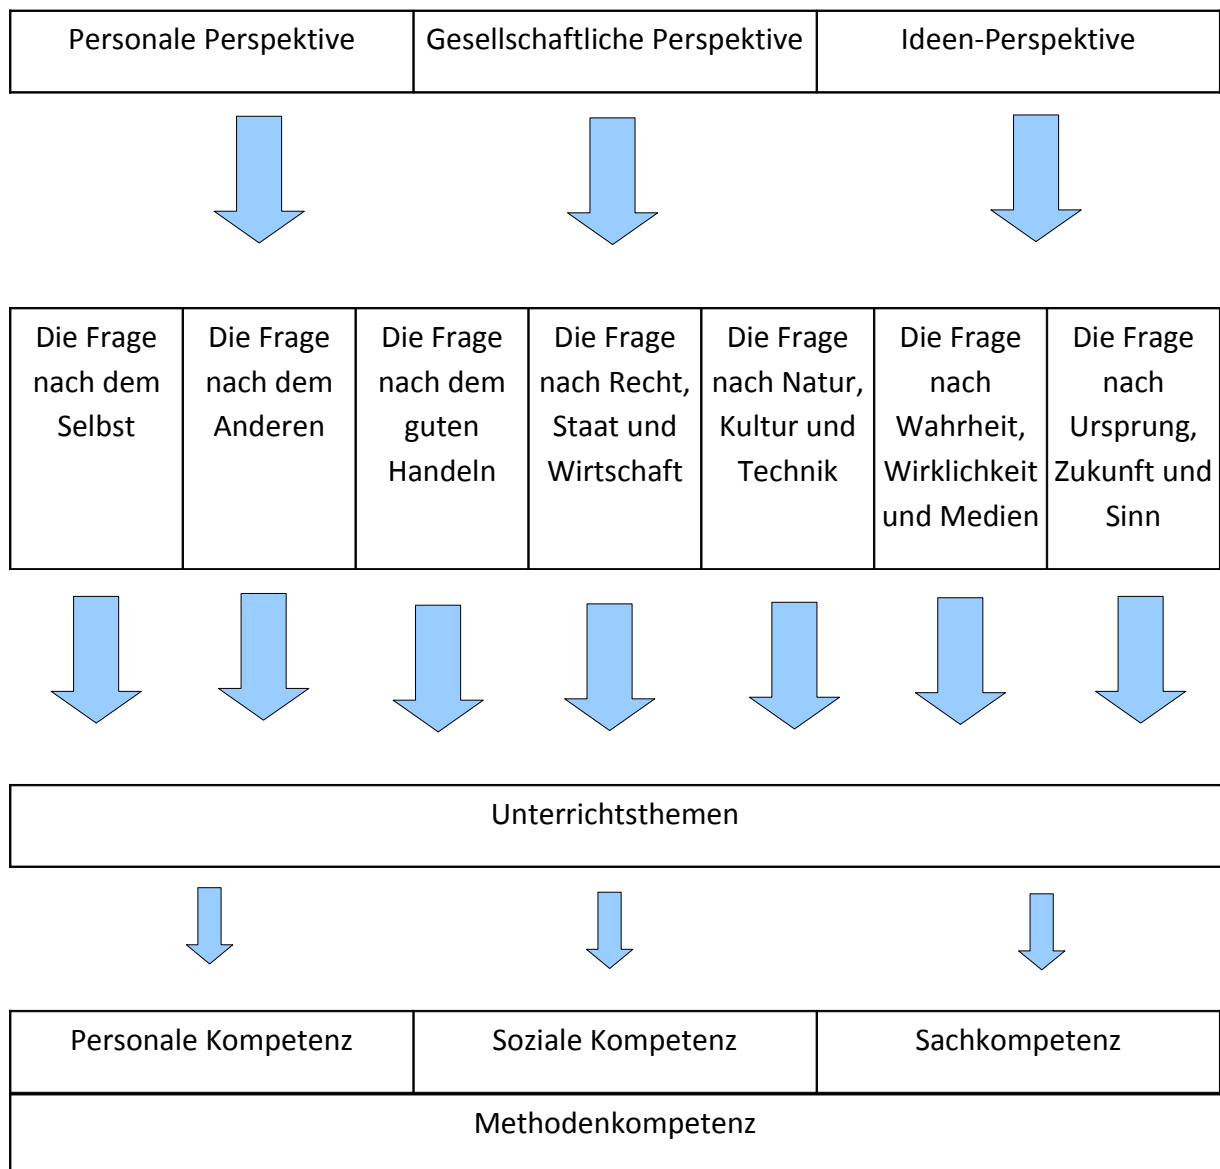 Personale Perspektive
Gesellschaftliche Perspektive
Ideen-Perspektive
Die Frage
nach dem
Selbst
Die Frage
nach dem
Anderen
Die Frage
nach dem
guten
Handeln
Die Frage
nach Recht,
Staat und
Wirtschaft
Die Frage
nach Natur,
Kultur und
Technik
Die Frage
nach
Wahrheit,
Wirklichkeit
und Medien
Die Frage
nach
Ursprung,
Zukunft und
Sinn
Unterrichtsthemen
Personale Kompetenz
Soziale Kompetenz
Sachkompetenz
Methodenkompetenz